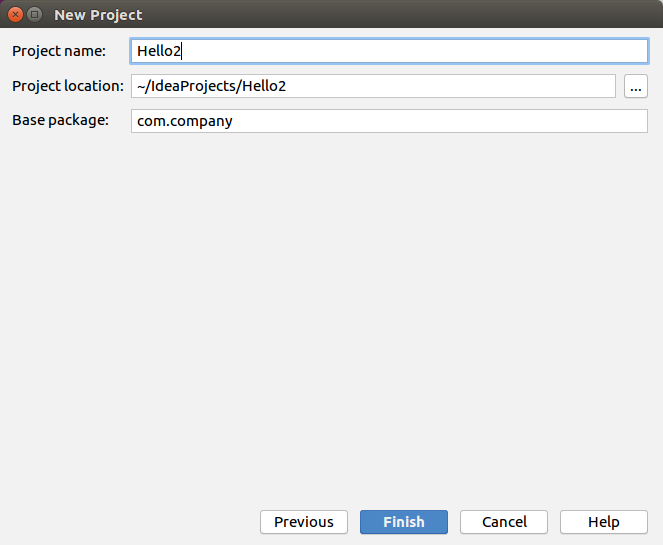 New Project
Project name: Hello2
Project location: ~/IdeaProjects/Hello2 ...
Base package: com.company
Previous Finish Cancel Help